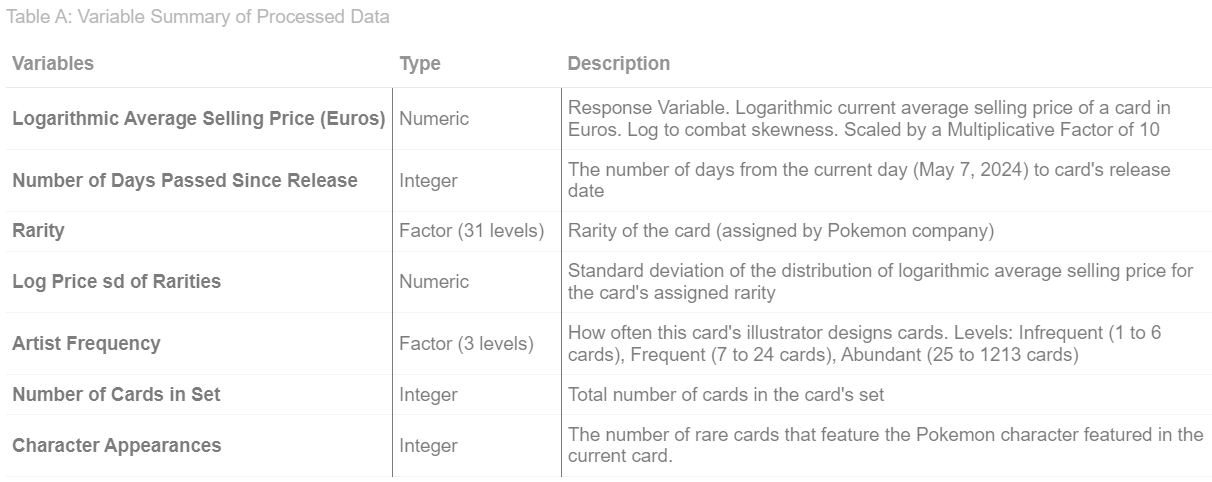 Table A: Variable Summary of Processed Data
Variables Type Description
Logarithmic Average Selling Price (Euros) Numeric Response Variable. Logarithmic current average selling price of a card in
Euros. Log to combat skewness. Scaled by a Multiplicative Factor of 10
Number of Days Passed Since Release Integer The number of days from the current day (May 7, 2024) to card's release
date
Rarity Factor (31 levels) Rarity of the card (assigned by Pokemon company)
Log Price sd of Rarities Numeric Standard deviation of the distribution of logarithmic average selling price for
the card's assigned rarity
Artist Frequency Factor (3 levels) How often this card's illustrator designs cards. Levels: Infrequent (1 to 6
cards), Frequent (7 to 24 cards), Abundant (25 to 1213 cards)
Number of Cards in Set Integer Total number of cards in the card's set
Character Appearances Integer The number of rare cards that feature the Pokemon character featured in the
current card.